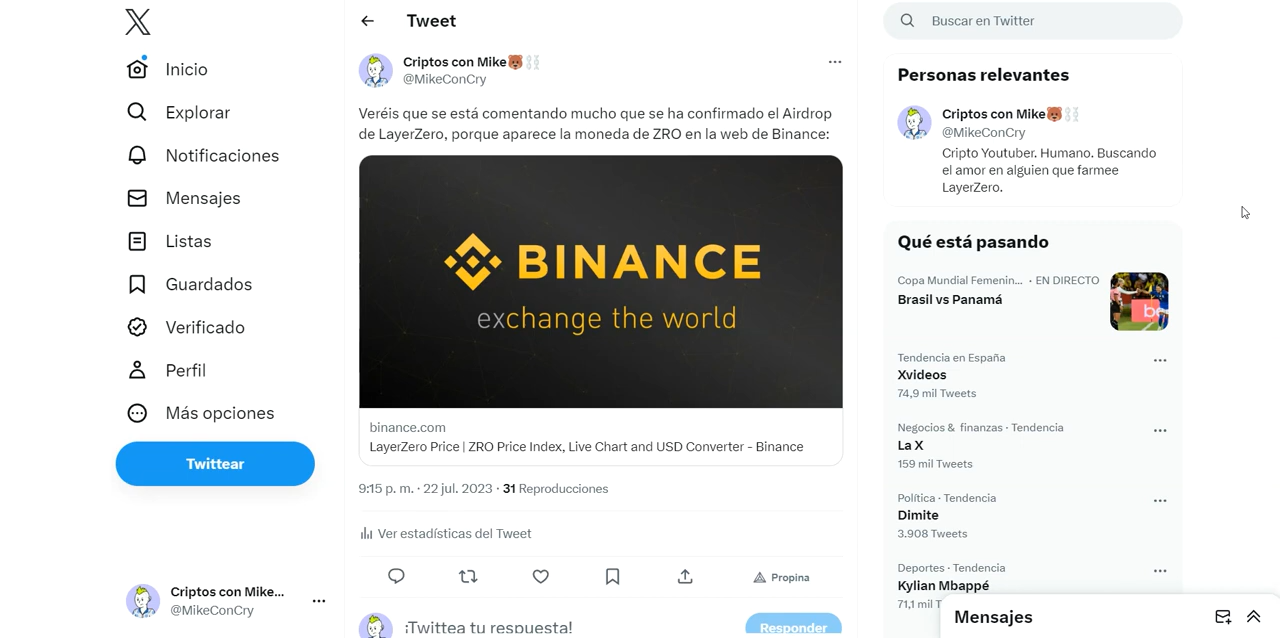 Inicio
Explorar
Notificaciones
Mensajes
Listas
Guardados
Verificado
Perfil
Más opciones
Twittear
Criptos con Mike...
@MikeConCry
Tweet
Criptos con Mike
@MikeConCry
Veréis que se está comentando mucho que se ha confirmado el Airdrop
de LayerZero, porque aparece la moneda de ZRO en la web de Binance:
BINANCE
exchange the world
binance.com
LayerZero Price | ZRO Price Index, Live Chart and USD Converter - Binance
9:15 p. m. · 22 jul. 2023 · 31 Reproducciones
Ver estadísticas del Tweet
Propina
¡Twittea tu respuesta!
Responder
Buscar en Twitter
Personas relevantes
Criptos con Mike
@MikeConCry
Cripto Youtuber. Humano. Buscando
el amor en alguien que farmee
LayerZero.
Qué está pasando
Copa Mundial Femenin... · EN DIRECTO
Brasil vs Panamá
Tendencia en España
Xvideos
74,9 mil Tweets
Negocios & finanzas · Tendencia
La X
159 mil Tweets
Política · Tendencia
Dimite
3.908 Tweets
Deportes · Tendencia
Kylian Mbappé
71,1 mil
Mensajes